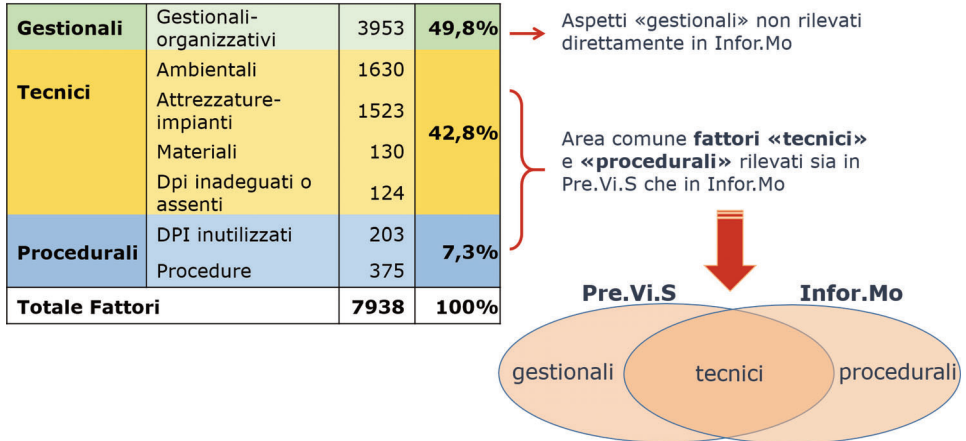 Gestionali Gestionali-organizzativi 3953 49,8%
Tecnici Ambientali 1630 42,8%
Attrezzature-impianti 1523
Materiali 130
Dpi inadeguati o assenti 124
Procedurali DPI inutilizzati 203 7,3%
Procedure 375
Totale Fattori 7938 100%
Aspetti «gestionali» non rilevati
direttamente in Infor.Mo
Area comune fattori «tecnici»
e «procedurali» rilevati sia in
Pre.Vi.S che in Infor.Mo
Pre.Vi.S Infor.Mo
gestionali tecnici procedurali